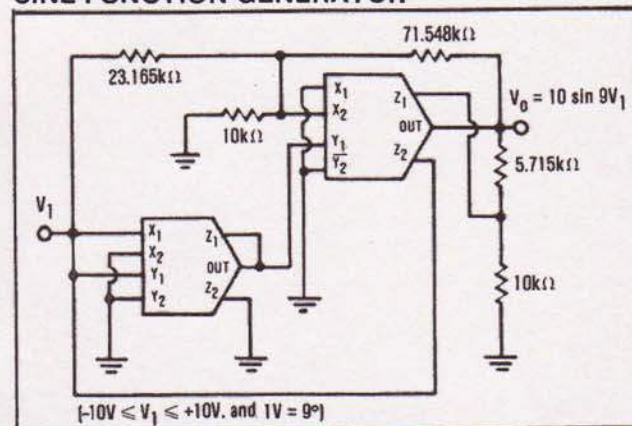 SINE FUNCTION GENERATOR
71.548kΩ
23.165kΩ
10kΩ
X1
X2
Y1
Y2
Z1
OUT
Z2
Vo = 10 sin 9V1
5.715kΩ
10kΩ
V1
X1
X2
Y1
Y2
Z1
OUT
Z2
(-10V ≤ V1 ≤ +10V. and 1V = 9°)